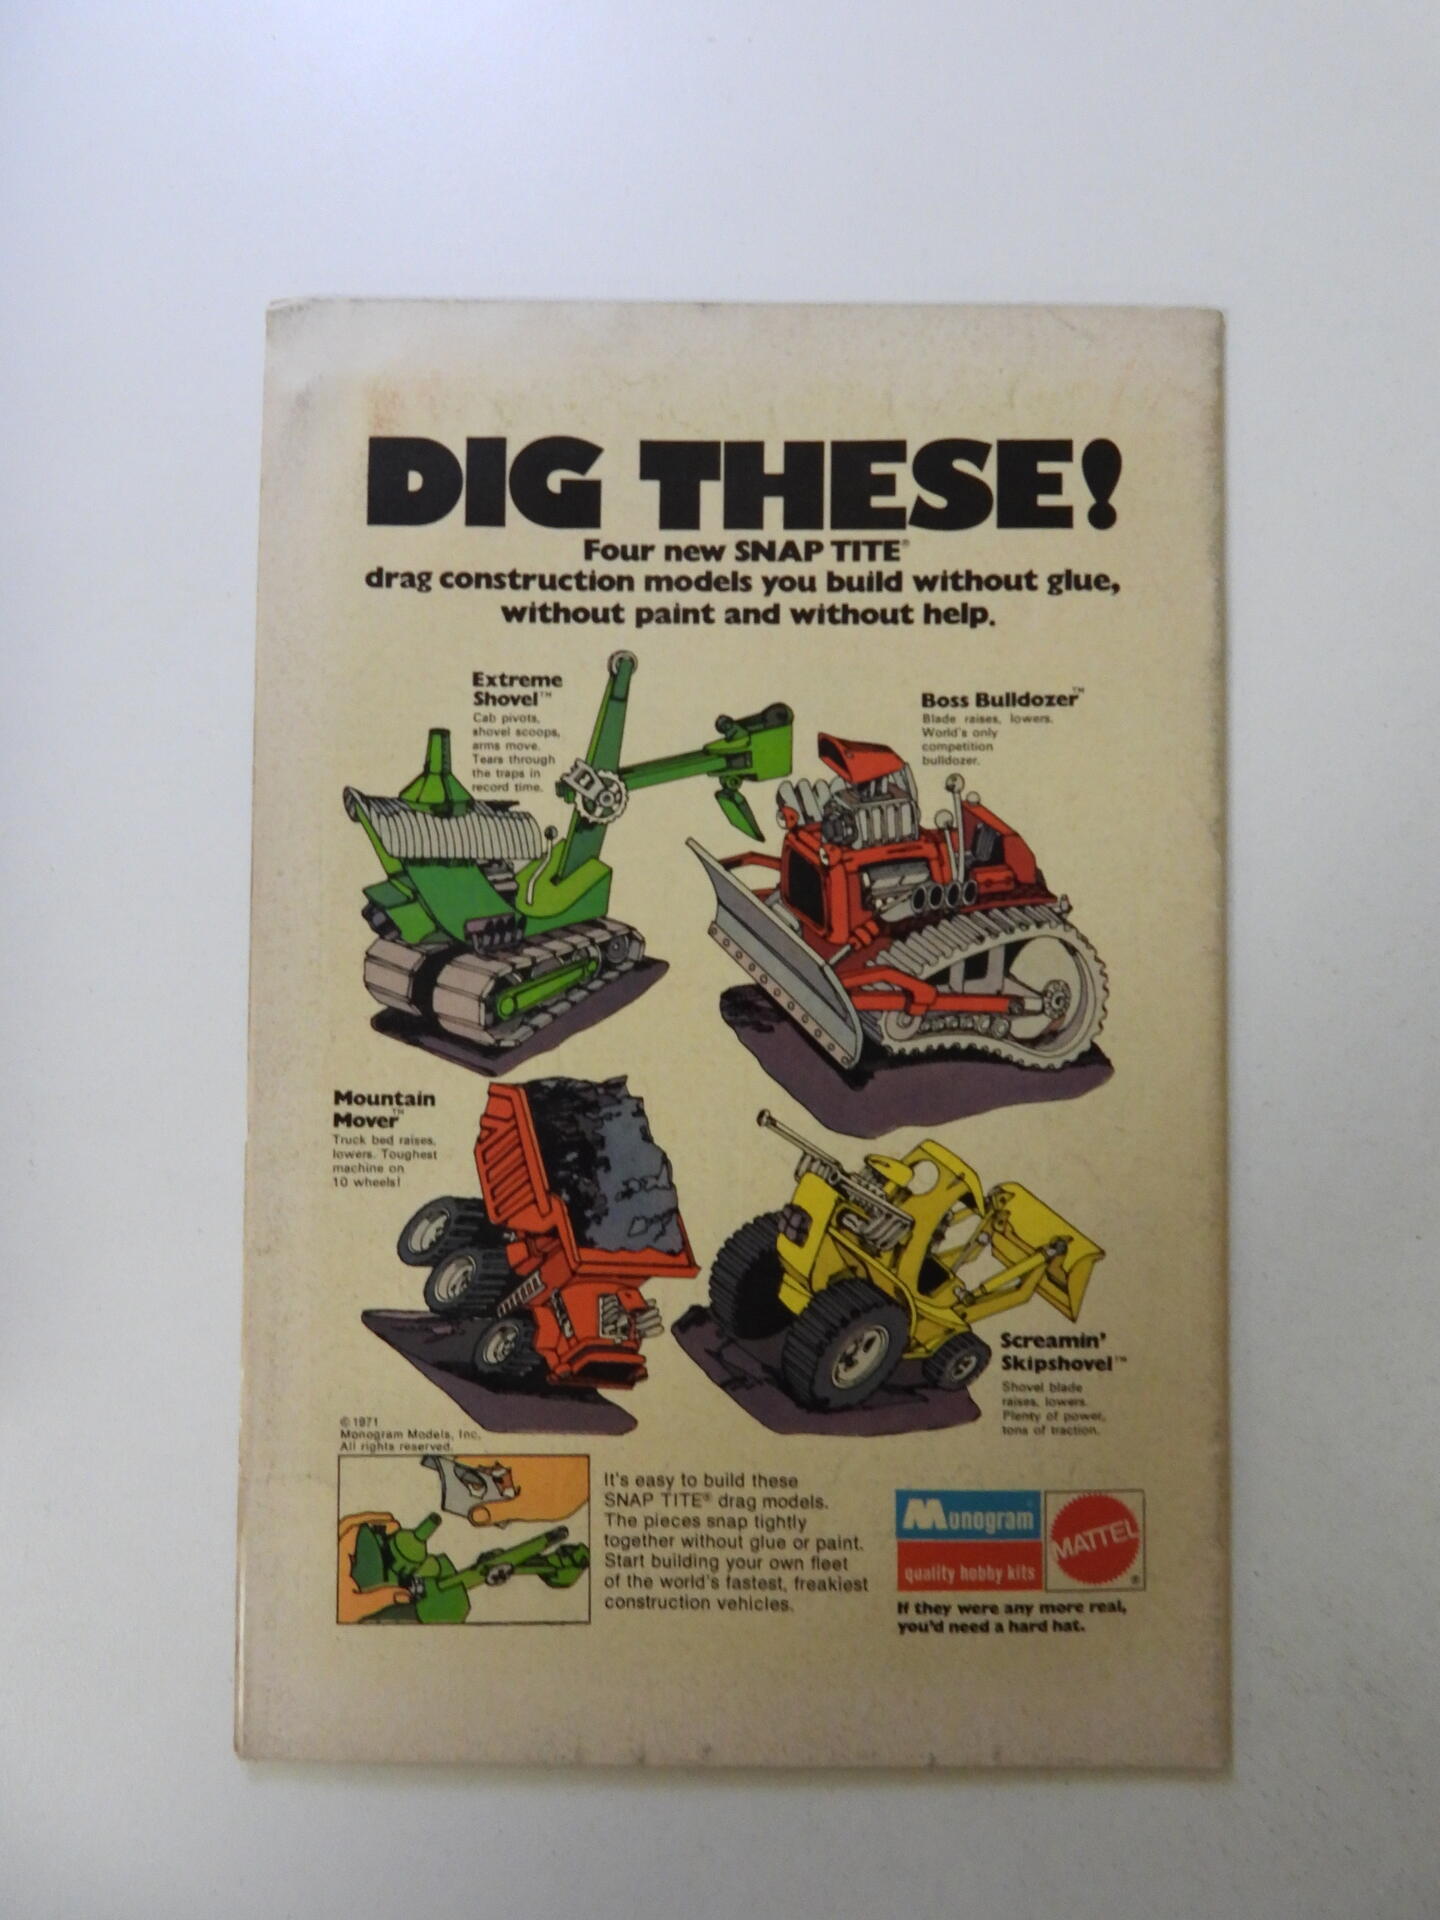 DIG THESE!
Four new SNAP TITE®
drag construction models you build without glue,
without paint and without help.
Extreme
Shovel™
Cab pivots,
shovel scoops,
arms move.
Tears through
the traps in
record time.
Boss Bulldozer™
Blade raises, lowers.
World's only
competition
bulldozer.
Mountain
Mover™
Truck bed raises,
lowers. Toughest
machine on
10 wheels!
Screamin'
Skipshovel™
Shovel blade
raises, lowers.
Plenty of power,
tons of traction.
© 1971
Monogram Models, Inc.
All rights reserved.
It's easy to build these
SNAP TITE® drag models.
The pieces snap tightly
together without glue or paint.
Start building your own fleet
of the world's fastest, freakiest
construction vehicles.
Monogram®
quality hobby kits
MATTEL®
If they were any more real,
you'd need a hard hat.